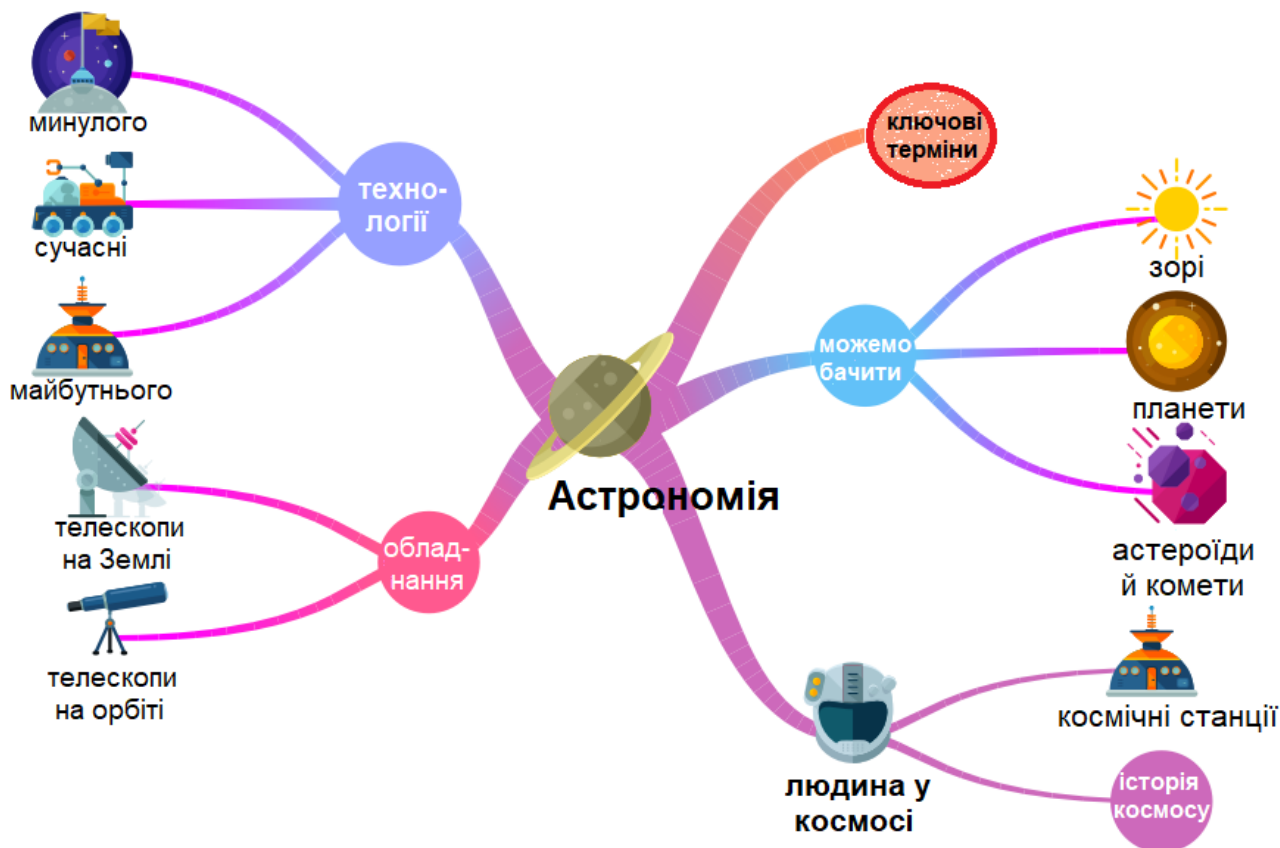 минулого
техно-
логії
сучасні
майбутнього
телескопи
на Землі
облад-
нання
телескопи
на орбіті
Астрономія
ключові
терміни
можемо
бачити
зорі
планети
астероїди
й комети
людина у
космосі
космічні станції
історія
космосу